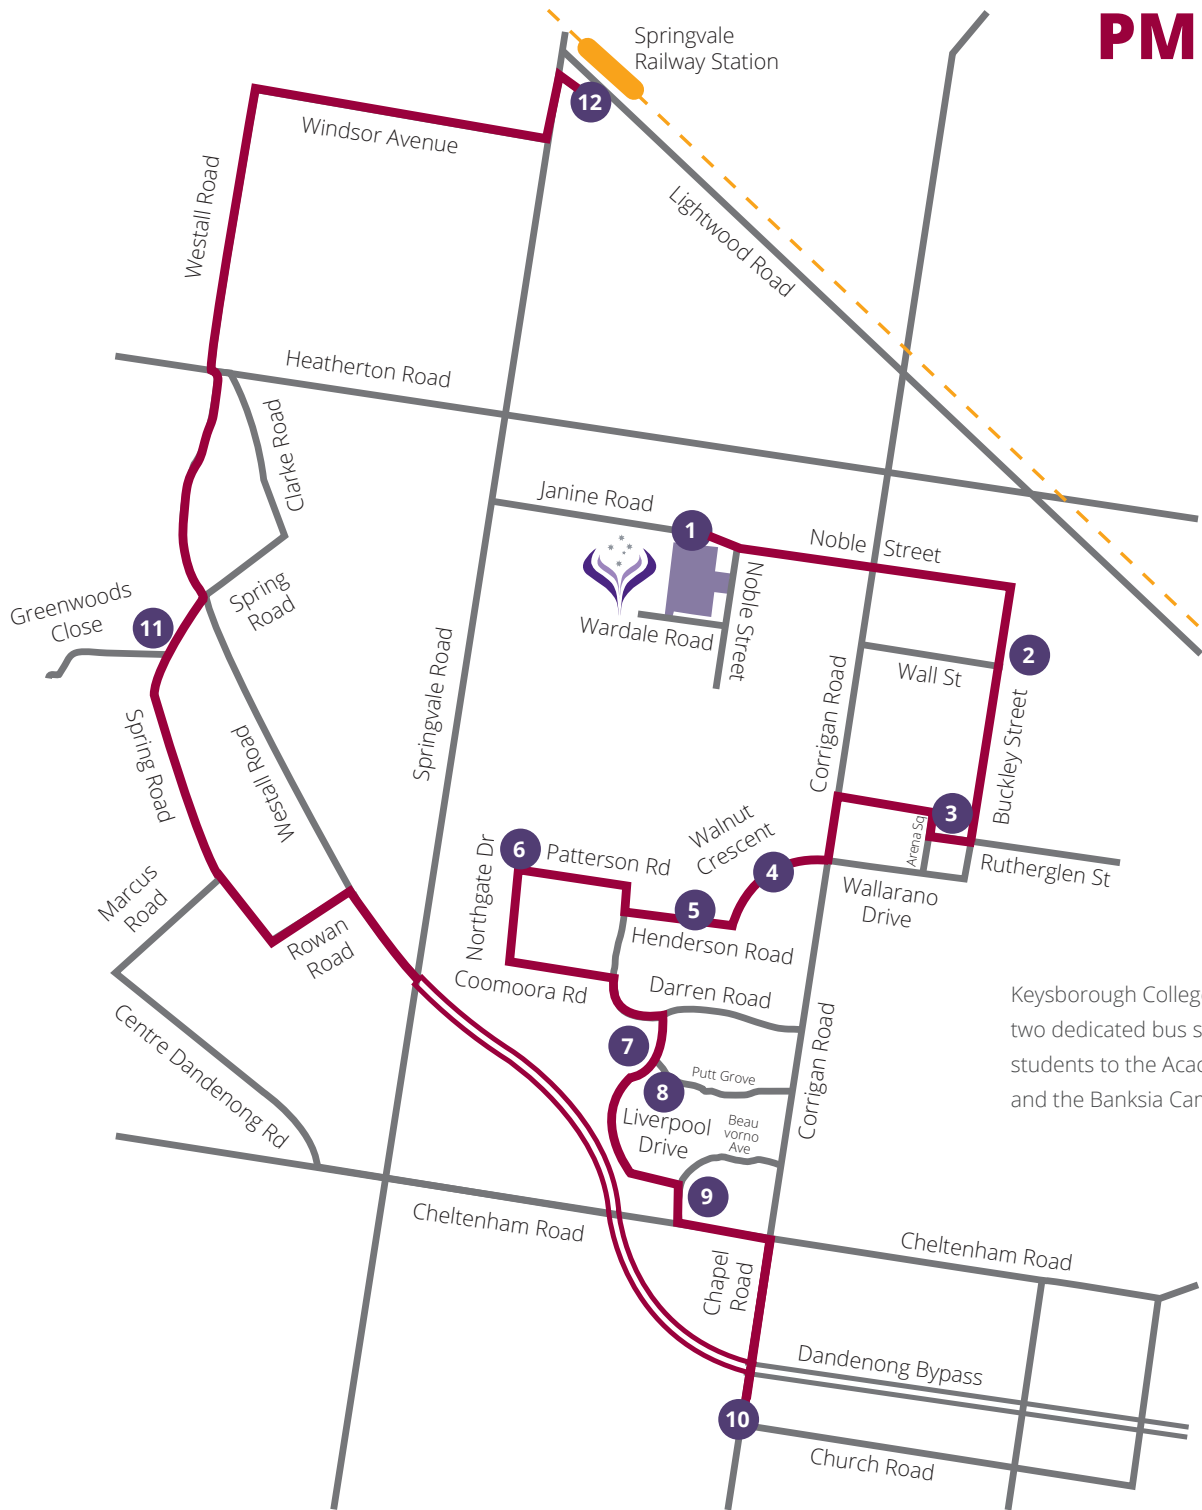 PM
Springvale
Railway Station
12
Windsor Avenue
Westall Road
Lightwood Road
Heatherton Road
Clarke Road
Janine Road
1
Noble Street
Noble Street
Wardale Road
Spring
Road
Greenwoods
Close
11
Springvale Road
Corrigan Road
Wall St
2
Buckley Street
Spring Road
Westall Road
3
Arena Sq
Rutherglen St
Walnut
Crescent
4
Wallarano
Drive
6
Patterson Rd
Northgate Dr
5
Henderson Road
Marcus
Road
Rowan
Road
Coomoora Rd
Darren Road
Centre Dandenong Rd
7
Putt Grove
8
Liverpool
Drive
Beau
vorno
Ave
Corrigan Road
Keysborough Colleg
two dedicated bus s
students to the Acac
and the Banksia Can
9
Cheltenham Road
Cheltenham Road
Chapel
Road
Dandenong Bypass
10
Church Road